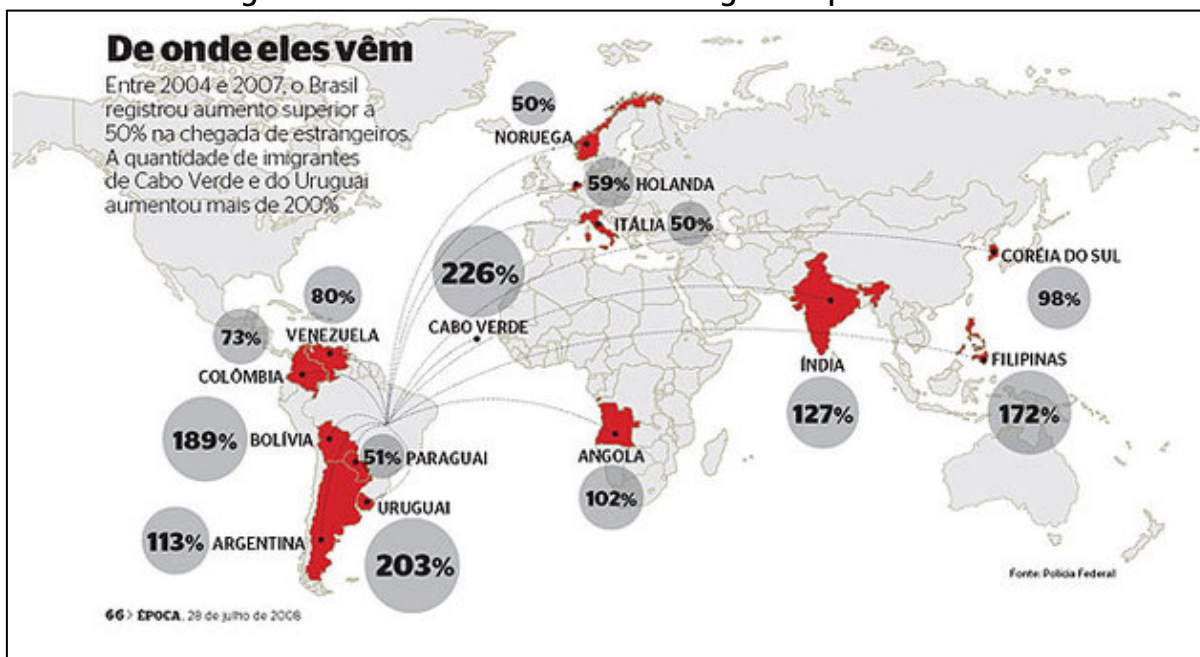 De onde eles vêm
Entre 2004 e 2007, o Brasil
registrou aumento superior a
50% na chegada de estrangeiros.
A quantidade de imigrantes
de Cabo Verde e do Uruguai
aumentou mais de 200%
50%
NORUEGA
59% HOLANDA
ITÁLIA 50%
226%
CABO VERDE
CORÉIA DO SUL
98%
80%
VENEZUELA
73%
COLÔMBIA
ÍNDIA
127%
FILIPINAS
172%
189% BOLÍVIA
51% PARAGUAI
ANGOLA
102%
URUGUAI
203%
113% ARGENTINA
Fonte: Polícia Federal
66> ÉPOCA, 28 de julho de 2008